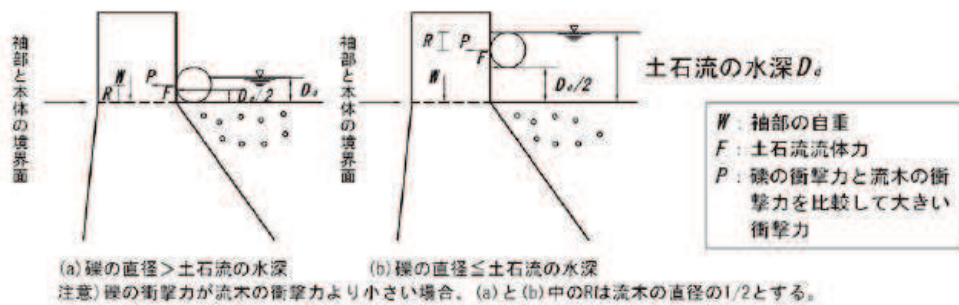 袖部と本体の境界面
W
R
P
F
D_d/2
D_d
袖部と本体の境界面
R
P
F
W
D_d/2
土石流の水深D_d
W：袖部の自重
F：土石流流体力
P：礫の衝撃力と流木の衝
撃力を比較して大きい
衝撃力
(a)礫の直径＞土石流の水深
(b)礫の直径≦土石流の水深
注意)礫の衝撃力が流木の衝撃力より小さい場合、(a)と(b)中のRは流木の直径の1/2とする。